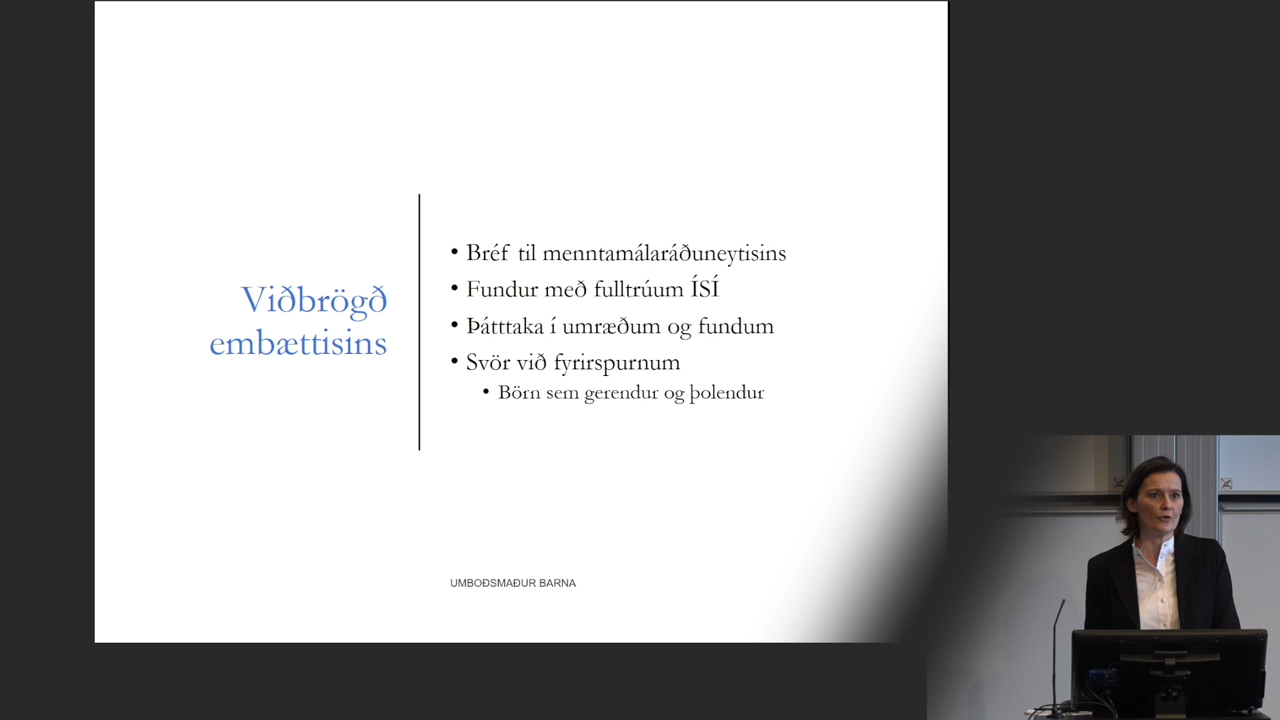 Viðbrögð
embættisins
• Bréf til menntamálaráðuneytisins
• Fundur með fulltrúum ÍSÍ
• Þátttaka í umræðum og fundum
• Svör við fyrirspurnum
• Börn sem gerendur og þolendur
UMBOÐSMAÐUR BARNA